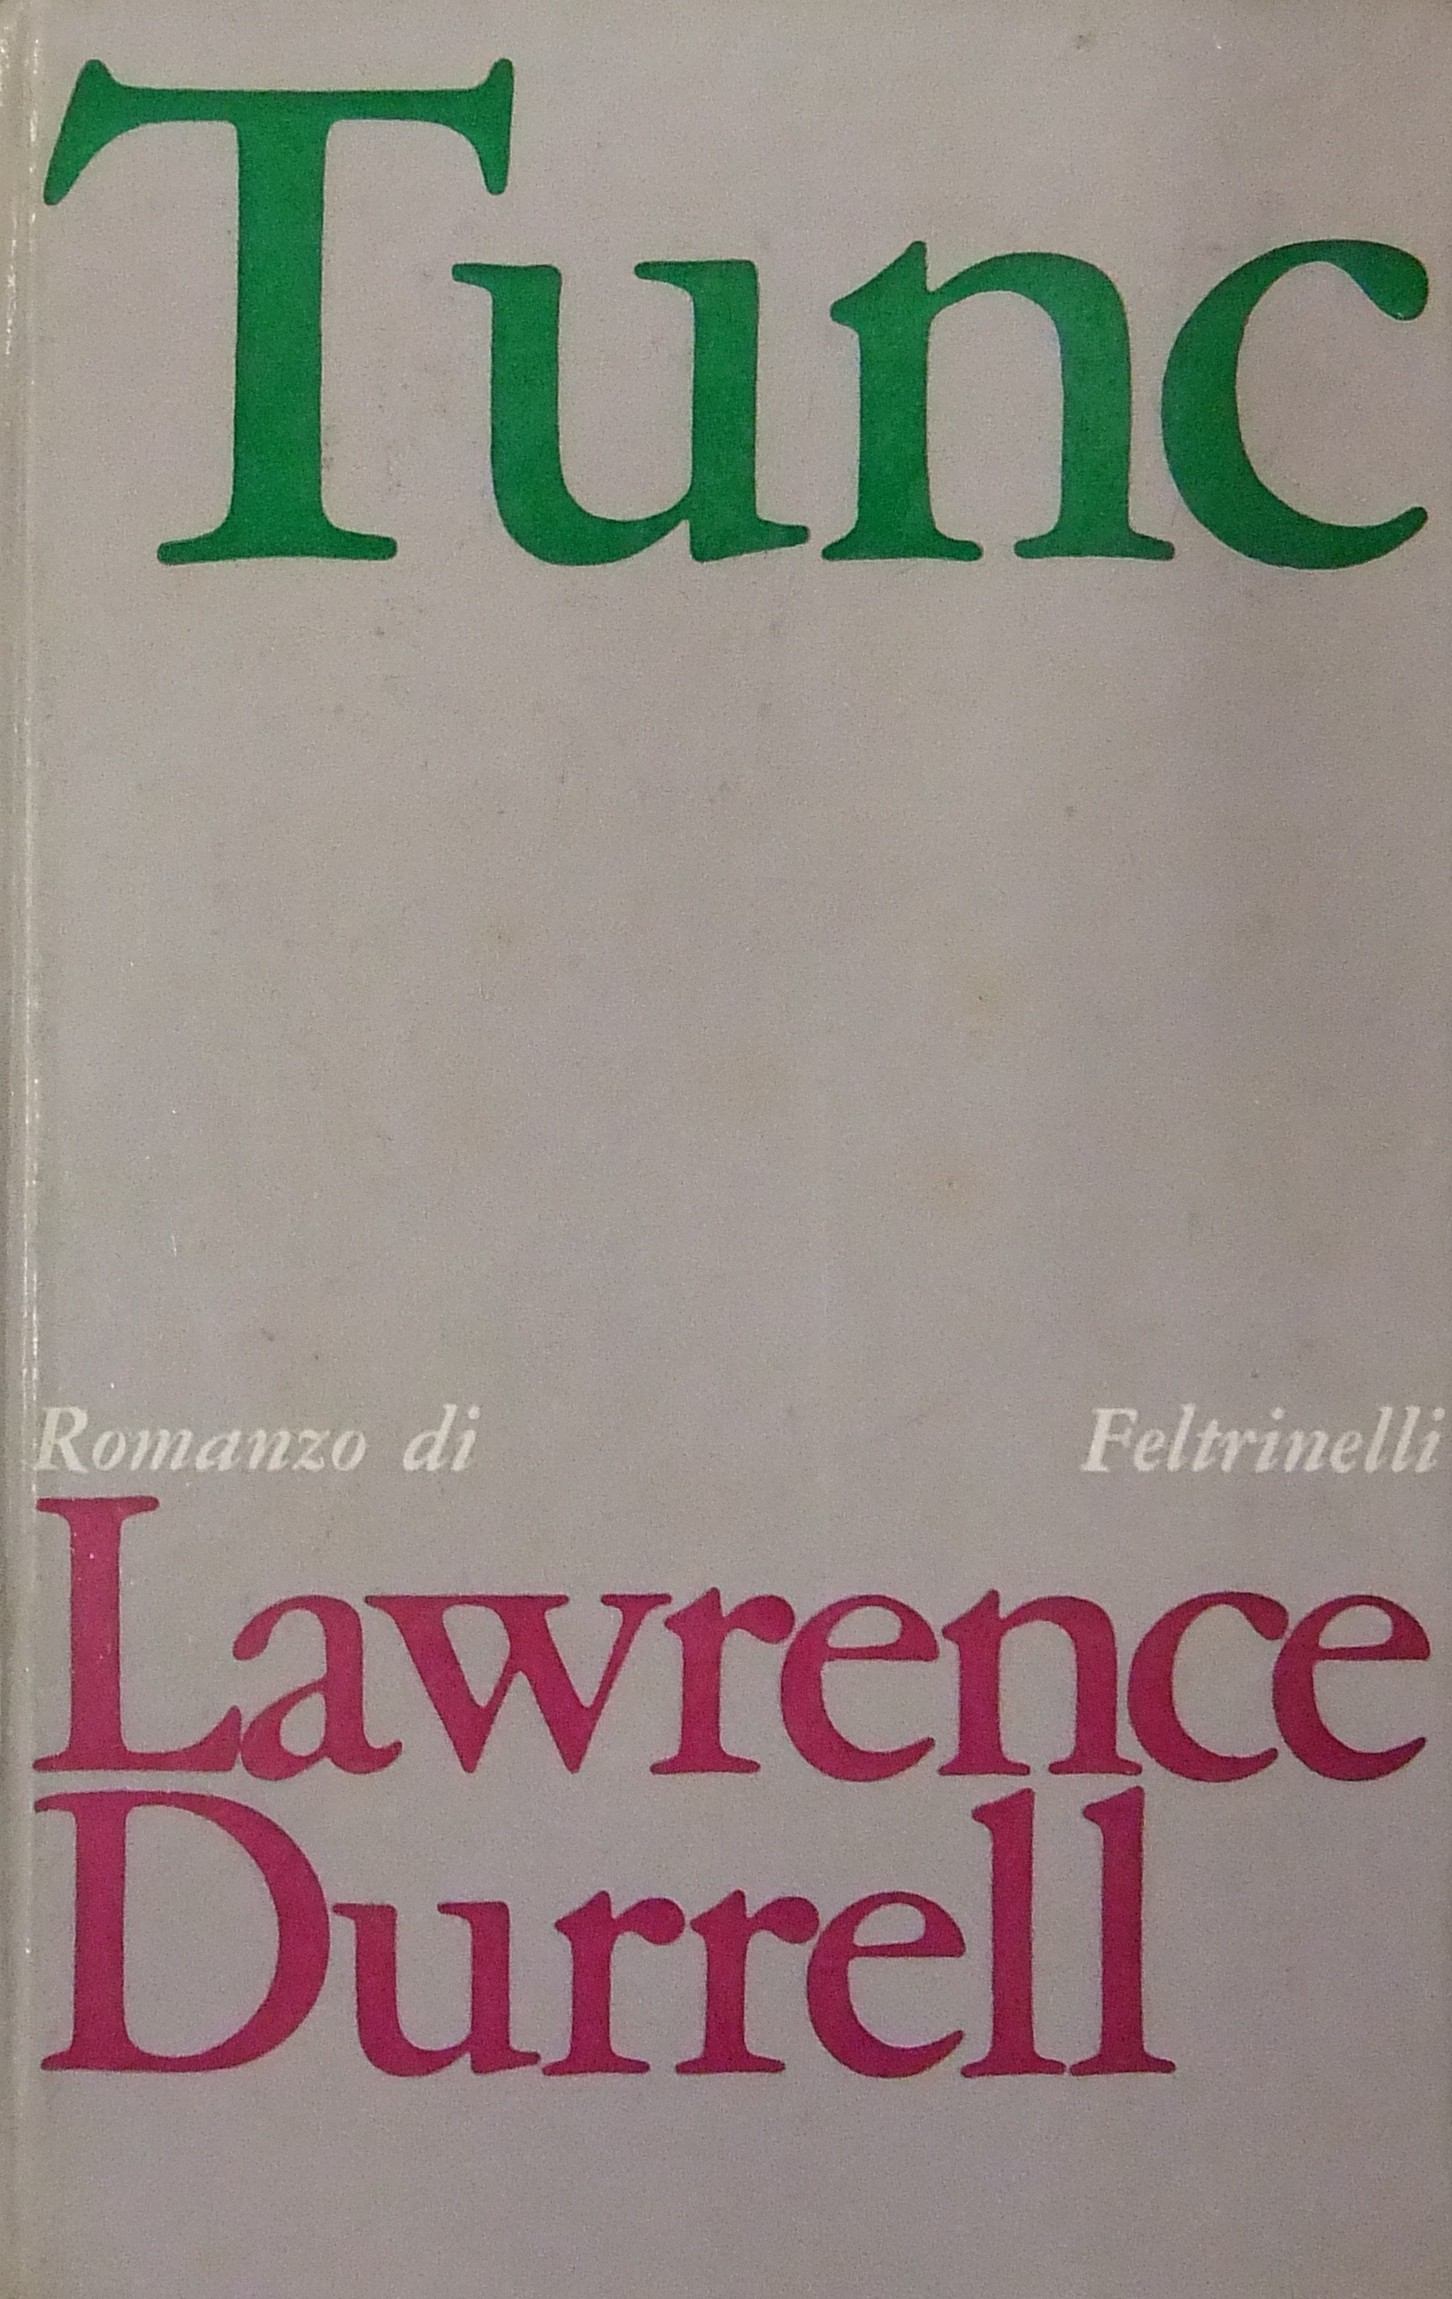 Tunc
Romanzo di Feltrinelli
Lawrence
Durrell